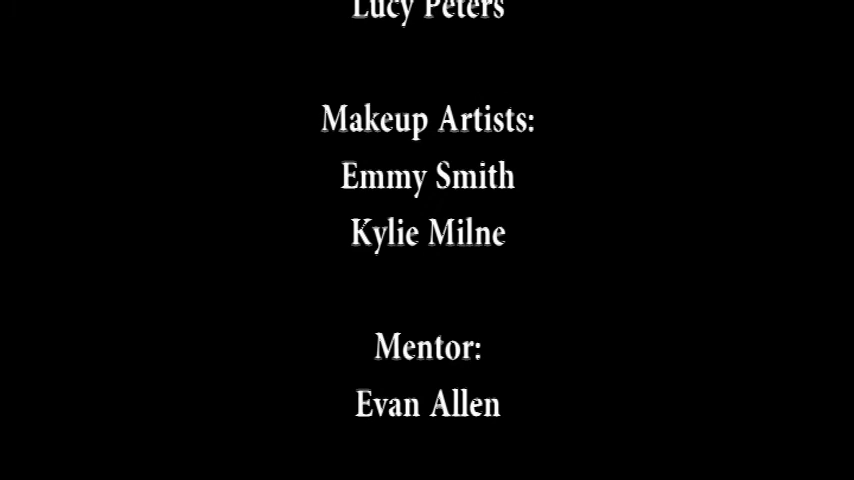 Lucy Peters
Makeup Artists:
Emmy Smith
Kylie Milne
Mentor:
Evan Allen